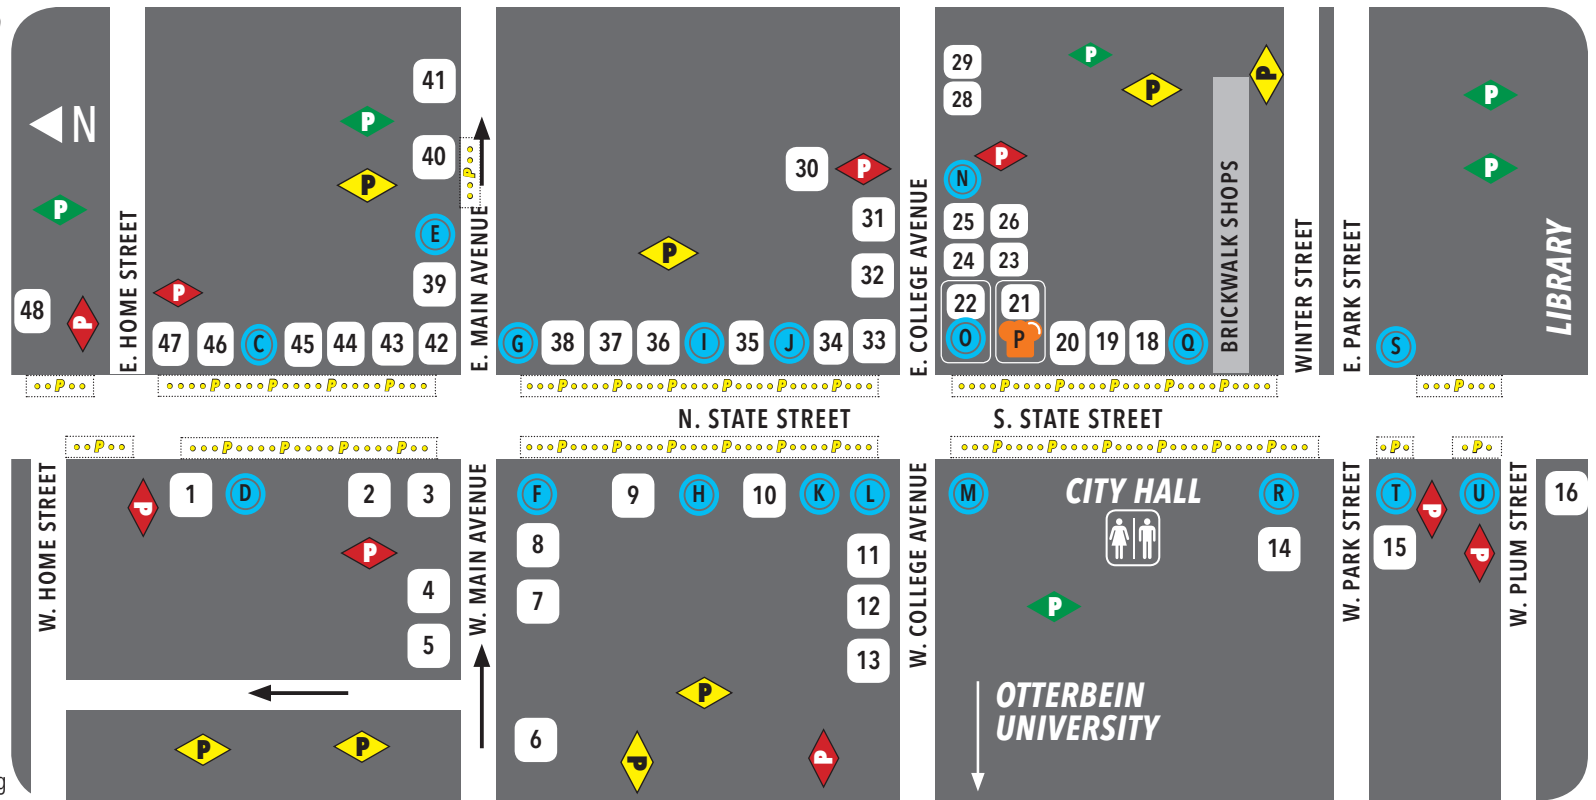 41
29
P
P
P
28
P
N
P
P
40
P
P
BRICKWALK SHOPS
30
P
P
P
N
P
P
31
25
26
E. HOME STREET
E. MAIN AVENUE
E. COLLEGE AVENUE
WINTER STREET
E. PARK STREET
LIBRARY
E
P
24
23
39
32
48
P
P
22
21
47
46
C
45
44
43
42
G
38
37
36
I
35
J
34
33
O
P
20
19
18
Q
S
P
P P P P
P P P P P P
P P P P P P
P
N. STATE STREET
S. STATE STREET
P
P P P P
P P P P P P
P P P P P P
P
P
P
1
D
2
3
F
9
H
10
K
L
M
CITY HALL
R
T
P
U
16
W. HOME STREET
W. MAIN AVENUE
W. COLLEGE AVENUE
W. PARK STREET
W. PLUM STREET
P
8
11
14
15
P
4
7
12
P
5
13
P
OTTERBEIN
UNIVERSITY
6
P
P
P
P
g